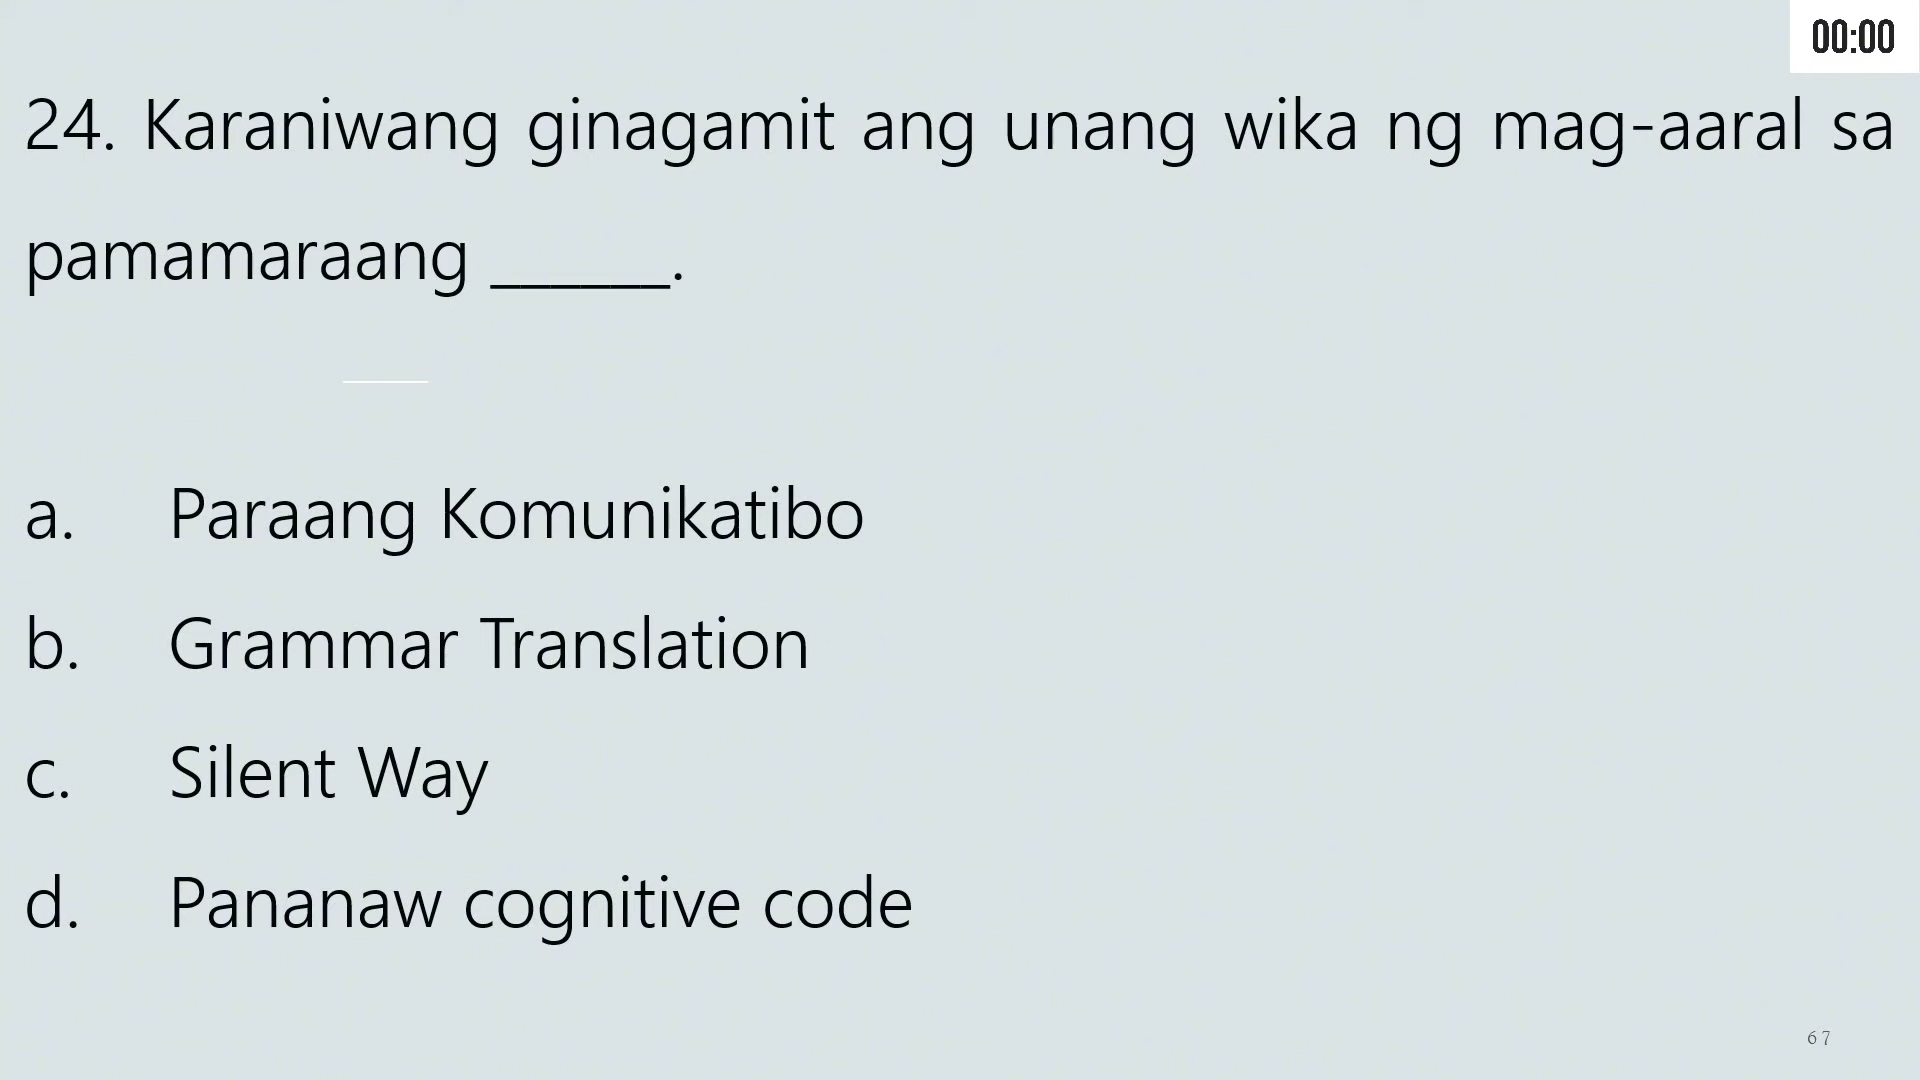 00:00
24. Karaniwang ginagamit ang unang wika ng mag-aaral sa
pamamaraang ______.
a. Paraang Komunikatibo
b. Grammar Translation
c. Silent Way
d. Pananaw cognitive code
67